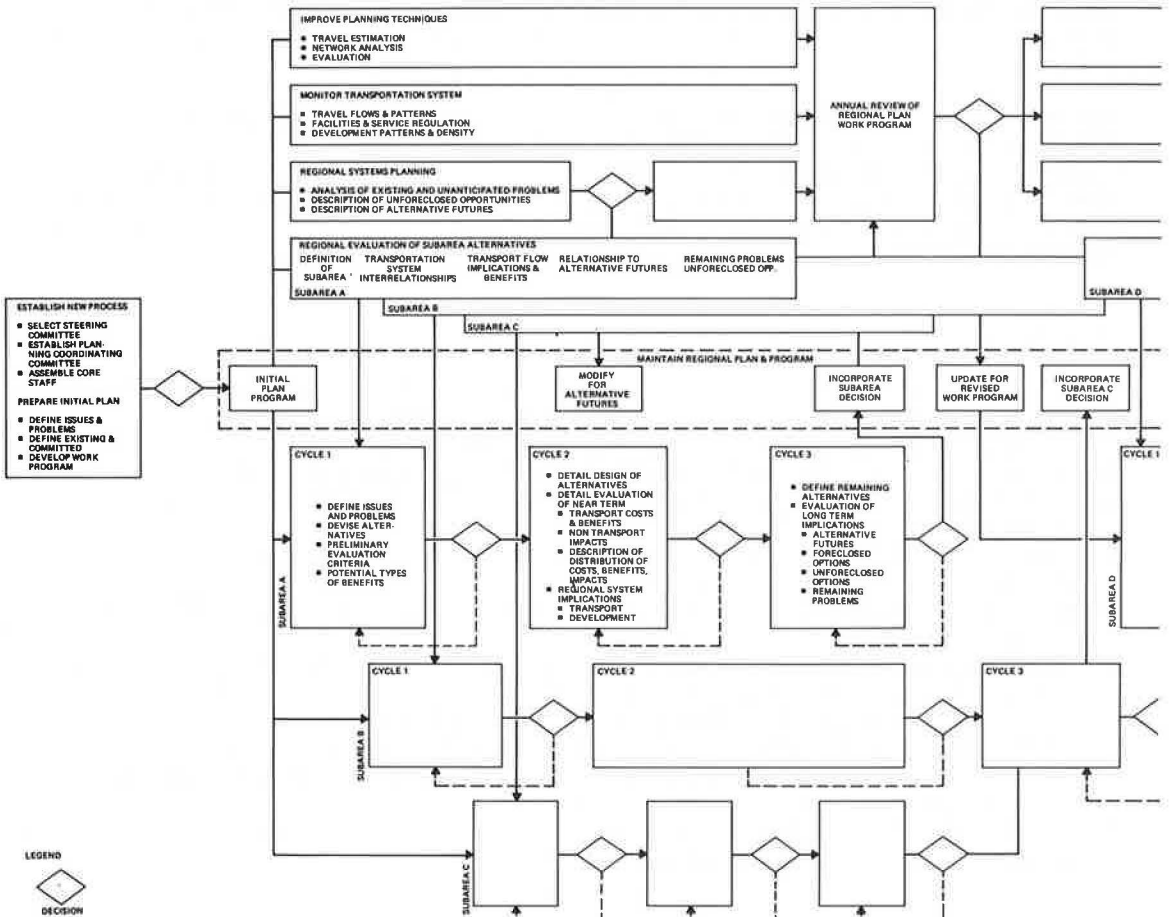 IMPROVE PLANNING TECHNIQUES
• TRAVEL ESTIMATION
• NETWORK ANALYSIS
• EVALUATION
MONITOR TRANSPORTATION SYSTEM
• TRAVEL FLOWS & PATTERNS
• FACILITIES & SERVICE REGULATION
• DEVELOPMENT PATTERNS & DENSITY
ANNUAL REVIEW OF
REGIONAL PLAN
WORK PROGRAM
REGIONAL SYSTEMS PLANNING
• ANALYSIS OF EXISTING AND UNANTICIPATED PROBLEMS
• DESCRIPTION OF UNFORECLOSED OPPORTUNITIES
• DESCRIPTION OF ALTERNATIVE FUTURES
REGIONAL EVALUATION OF SUBAREA ALTERNATIVES
DEFINITION
OF
SUBAREA
TRANSPORTATION
SYSTEM
INTERRELATIONSHIPS
TRANSPORT FLOW
IMPLICATIONS &
BENEFITS
RELATIONSHIP TO
ALTERNATIVE FUTURES
REMAINING PROBLEMS
UNFORECLOSED OPP.
SUBAREA A
SUBAREA B
SUBAREA C
SUBAREA D
ESTABLISH NEW PROCESS
• SELECT STEERING
COMMITTEE
• ESTABLISH PLAN-
NING COORDINATING
COMMITTEE
• ASSEMBLE CORE
STAFF
PREPARE INITIAL PLAN
• DEFINE ISSUES &
PROBLEMS
• DEFINE EXISTING &
COMMITTED
• DEVELOP WORK
PROGRAM
MAINTAIN REGIONAL PLAN & PROGRAM
INITIAL
PLAN
PROGRAM
MODIFY
FOR
ALTERNATIVE
FUTURES
INCORPORATE
SUBAREA
DECISION
UPDATE FOR
REVISED
WORK PROGRAM
INCORPORATE
SUBAREA C
DECISION
CYCLE 1
• DEFINE ISSUES
AND PROBLEMS
• DEVISE ALTER-
NATIVES
• PRELIMINARY
EVALUATION
CRITERIA
• POTENTIAL TYPES
OF BENEFITS
SUBAREA A
CYCLE 2
• DETAIL DESIGN OF
ALTERNATIVES
• DETAIL EVALUATION
OF NEAR TERM
• TRANSPORT COSTS
& BENEFITS
• NON TRANSPORT
IMPACTS
• DESCRIPTION OF
DISTRIBUTION OF
COSTS, BENEFITS,
IMPACTS
• REGIONAL SYSTEM
IMPLICATIONS
• TRANSPORT
• DEVELOPMENT
CYCLE 3
• DEFINE REMAINING
ALTERNATIVES
• EVALUATION OF
LONG TERM
IMPLICATIONS
• ALTERNATIVE
FUTURES
• FORECLOSED
OPTIONS
• UNFORECLOSED
OPTIONS
• REMAINING
PROBLEMS
CYCLE 1
SUBAREA D
CYCLE 1
SUBAREA B
CYCLE 2
CYCLE 3
SUBAREA C
LEGEND
DECISION